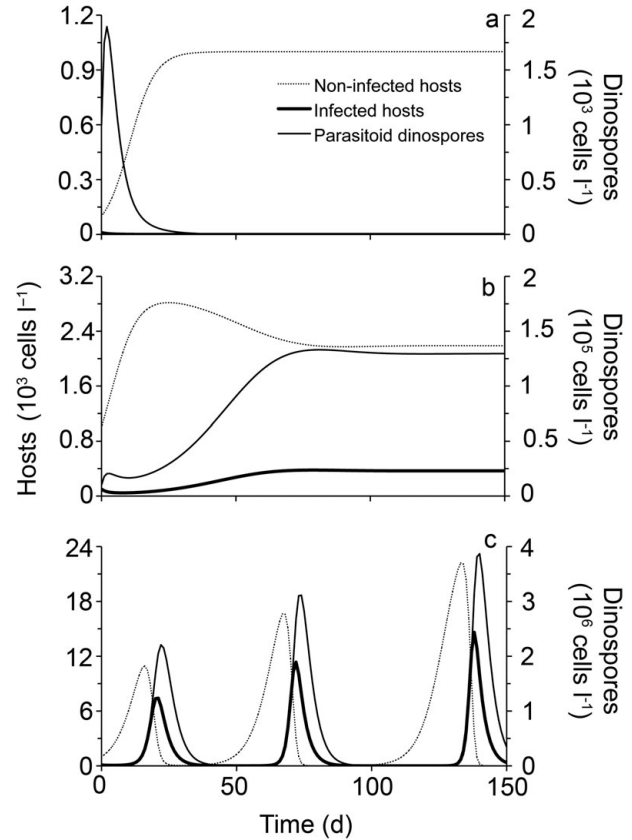 1.2
0.9
0.6
0.3
0
a
Non-infected hosts
Infected hosts
Parasitoid dinospores
2
1.5
1
0.5
0
Dinospores
(10³ cells l⁻¹)
3.2
2.4
1.6
0.8
0
b
2
1.5
1
0.5
0
Dinospores
(10⁵ cells l⁻¹)
Hosts (10³ cells l⁻¹)
24
18
12
6
0
c
4
3
2
1
0
Dinospores
(10⁶ cells l⁻¹)
0 50 100 150
Time (d)